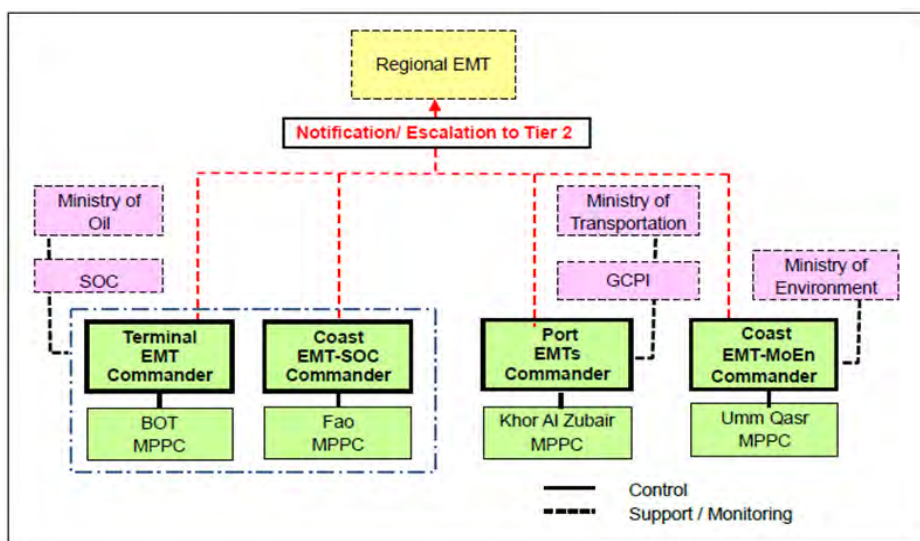 Regional EMT
Notification/ Escalation to Tier 2
Ministry of
Oil
SOC
Ministry of
Transportation
GCPI
Ministry of
Environment
Terminal
EMT
Commander
Coast
EMT-SOC
Commander
Port
EMTs
Commander
Coast
EMT-MoEn
Commander
BOT
MPPC
Fao
MPPC
Khor Al Zubair
MPPC
Umm Qasr
MPPC
Control
Support / Monitoring